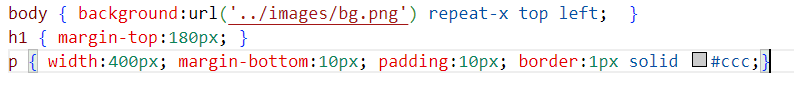 body { background:url('../images/bg.png') repeat-x top left;  }
h1 { margin-top:180px; }
p { width:400px; margin-bottom:10px; padding:10px; border:1px solid #ccc;}